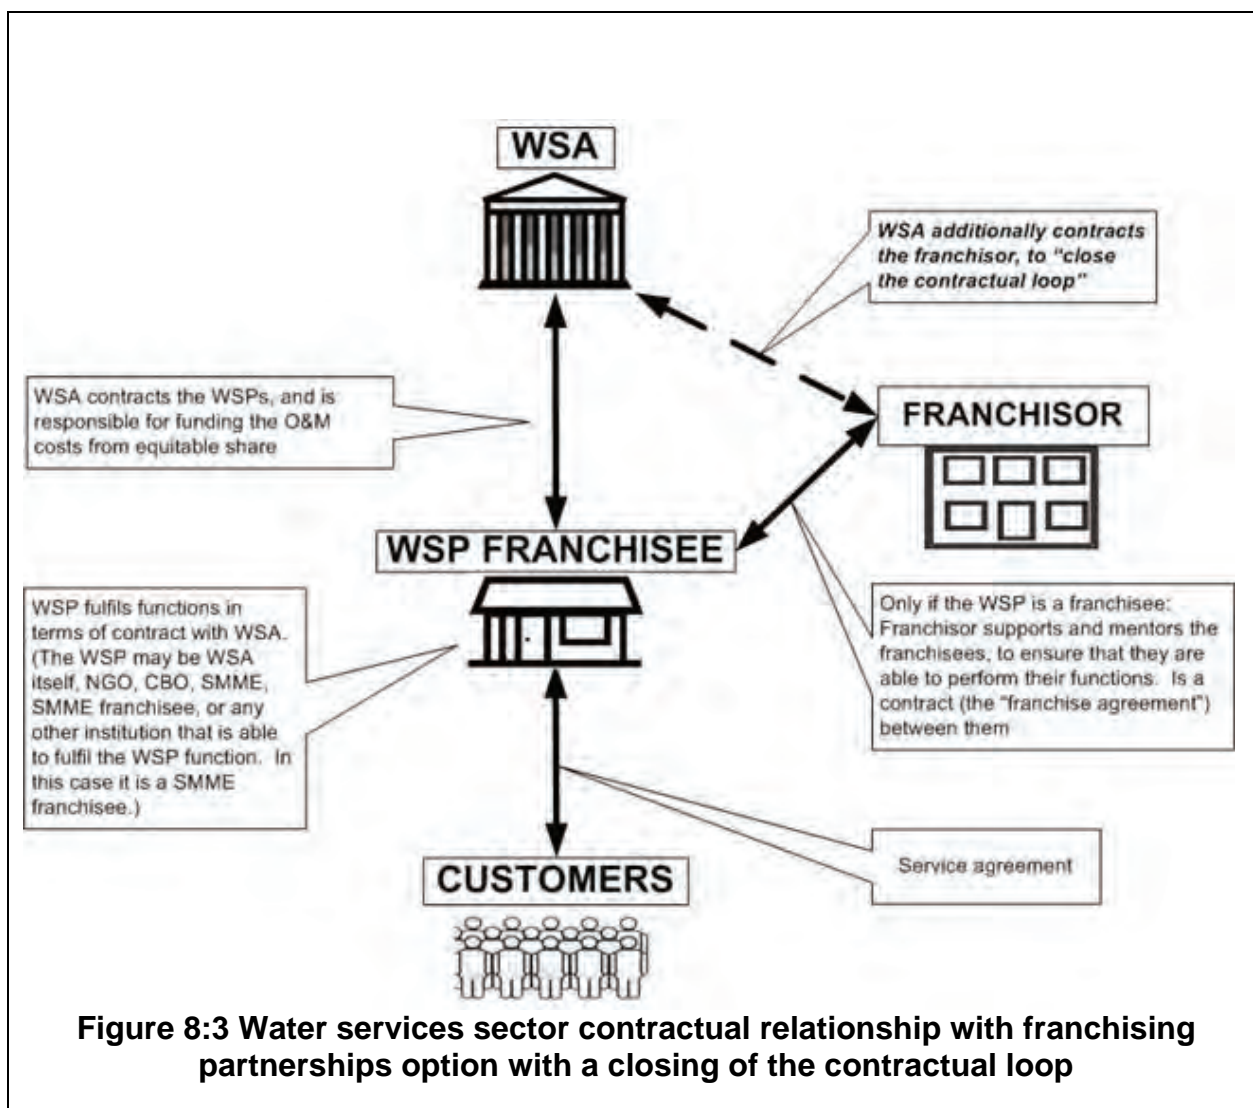 WSA
WSA additionally contracts
the franchisor, to “close
the contractual loop”
WSA contracts the WSPs, and is
responsible for funding the O&M
costs from equitable share
FRANCHISOR
WSP FRANCHISEE
WSP fulfils functions in
terms of contract with WSA.
(The WSP may be WSA
itself, NGO, CBO, SMME,
SMME franchisee, or any
other institution that is able
to fulfil the WSP function.  In
this case it is a SMME
franchisee.)
Only if the WSP is a franchisee:
Franchisor supports and mentors the
franchisees, to ensure that they are
able to perform their functions.  Is a
contract (the “franchise agreement”)
between them
Service agreement
CUSTOMERS
Figure 8:3 Water services sector contractual relationship with franchising
partnerships option with a closing of the contractual loop